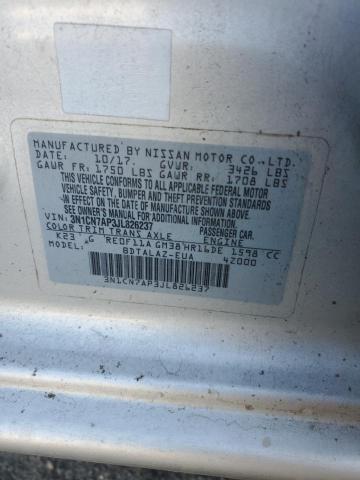 MANUFACTURED BY NISSAN MOTOR CO.,LTD.
DATE: 10/17. GVWR: 3426 LBS
GAWR FR: 1750 LBS GAWR RR: 1708 LBS
THIS VEHICLE CONFORMS TO ALL APPLICABLE FEDERAL MOTOR
VEHICLE SAFETY, BUMPER, AND THEFT PREVENTION STANDARDS
IN EFFECT ON THE DATE OF MANUFACTURE SHOWN ABOVE.
SEE OWNER'S MANUAL
VIN: 3N1CN7AP3JL826237 PASSENGER CAR
COLOR TRIM TRANS AXLE ENGINE
K23 G RE0F11A GM38 HR16DE 1598 CC
MODEL: BDTALAZ-EUA 42000
3N1CN7AP3JL826237